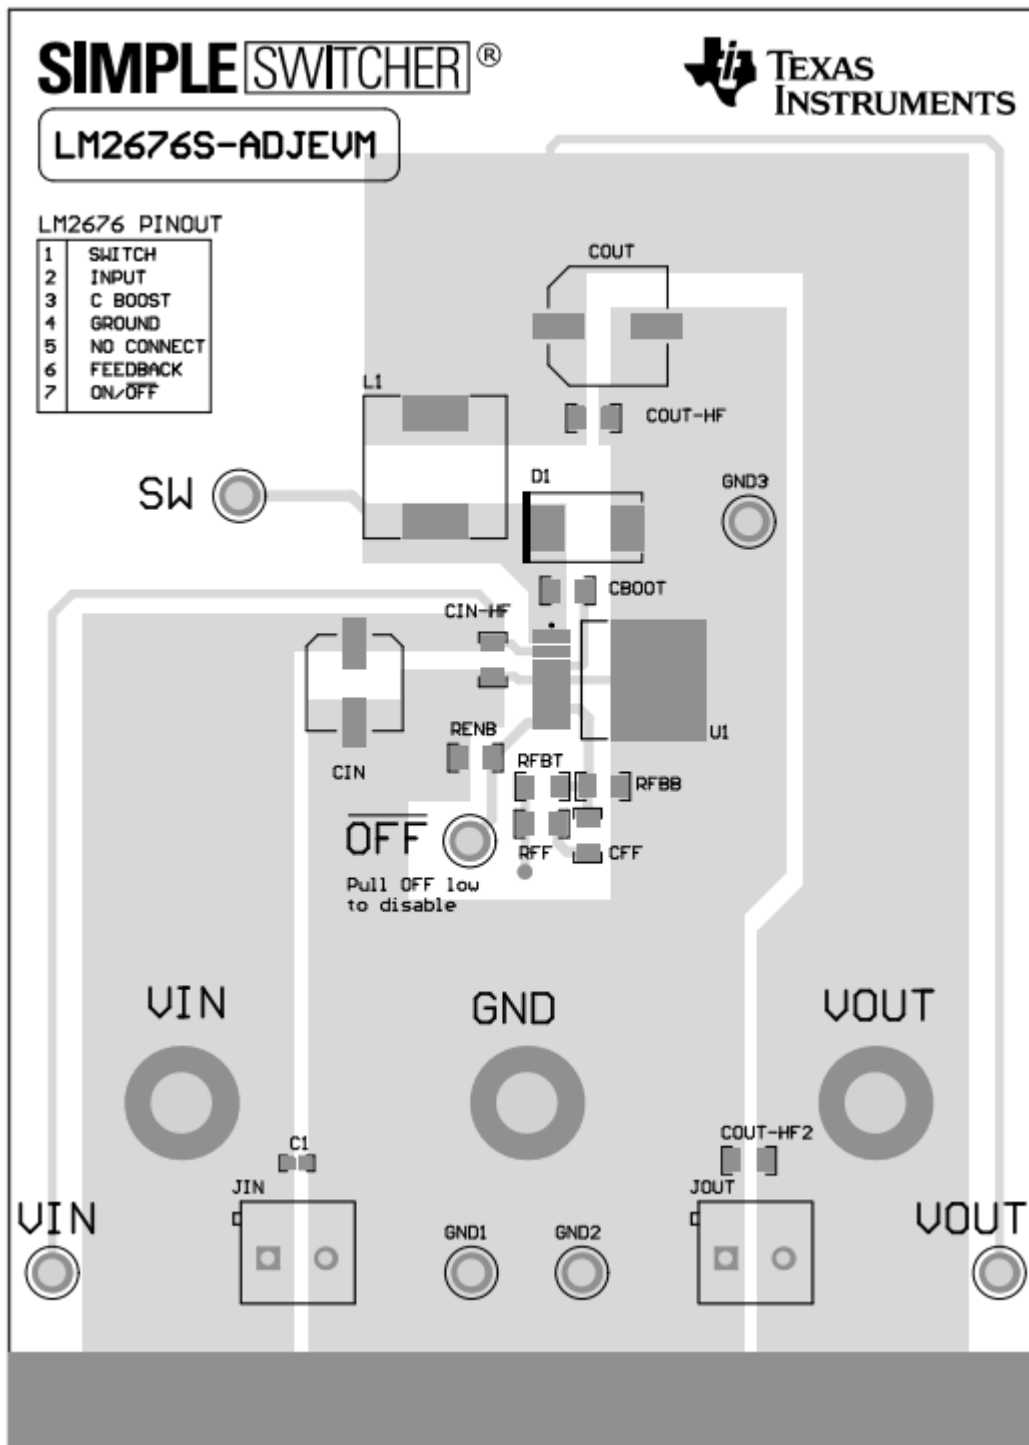 SIMPLE SWITCHER®
TEXAS
INSTRUMENTS
LM2676S-ADJEVM
LM2676 PINOUT
1 SWITCH
2 INPUT
3 C BOOST
4 GROUND
5 NO CONNECT
6 FEEDBACK
7 ON/OFF
COUT
L1
COUT-HF
D1
GND3
SW
CBOOT
CIN-HF
U1
RENB
CIN
RFBT
RFBB
OFF
RFF
CFF
Pull OFF low
to disable
VIN
GND
VOUT
C1
COUT-HF2
JIN
JOUT
VIN
GND1
GND2
VOUT